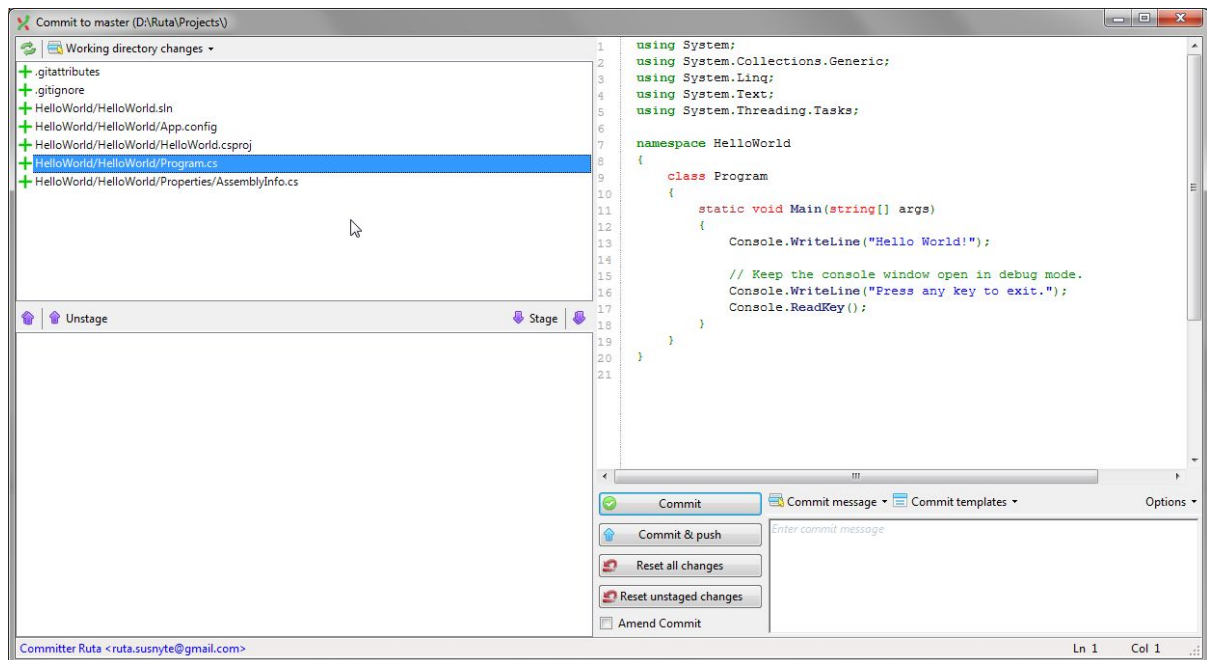 Commit to master (D:\Ruta\Projects\)
Working directory changes
.gitattributes
.gitignore
HelloWorld/HelloWorld.sln
HelloWorld/HelloWorld/App.config
HelloWorld/HelloWorld/HelloWorld.csproj
HelloWorld/HelloWorld/Program.cs
HelloWorld/HelloWorld/Properties/AssemblyInfo.cs
Unstage Stage
1 using System;
2 using System.Collections.Generic;
3 using System.Linq;
4 using System.Text;
5 using System.Threading.Tasks;
6
7 namespace HelloWorld
8 {
9 class Program
10 {
11 static void Main(string[] args)
12 {
13 Console.WriteLine("Hello World!");
14
15 // Keep the console window open in debug mode.
16 Console.WriteLine("Press any key to exit.");
17 Console.ReadKey();
18 }
19 }
20 }
21
Commit
Commit & push
Reset all changes
Reset unstaged changes
Amend Commit
Commit message Commit templates Options
Enter commit message
Committer Ruta <ruta.susnyte@gmail.com> Ln 1 Col 1